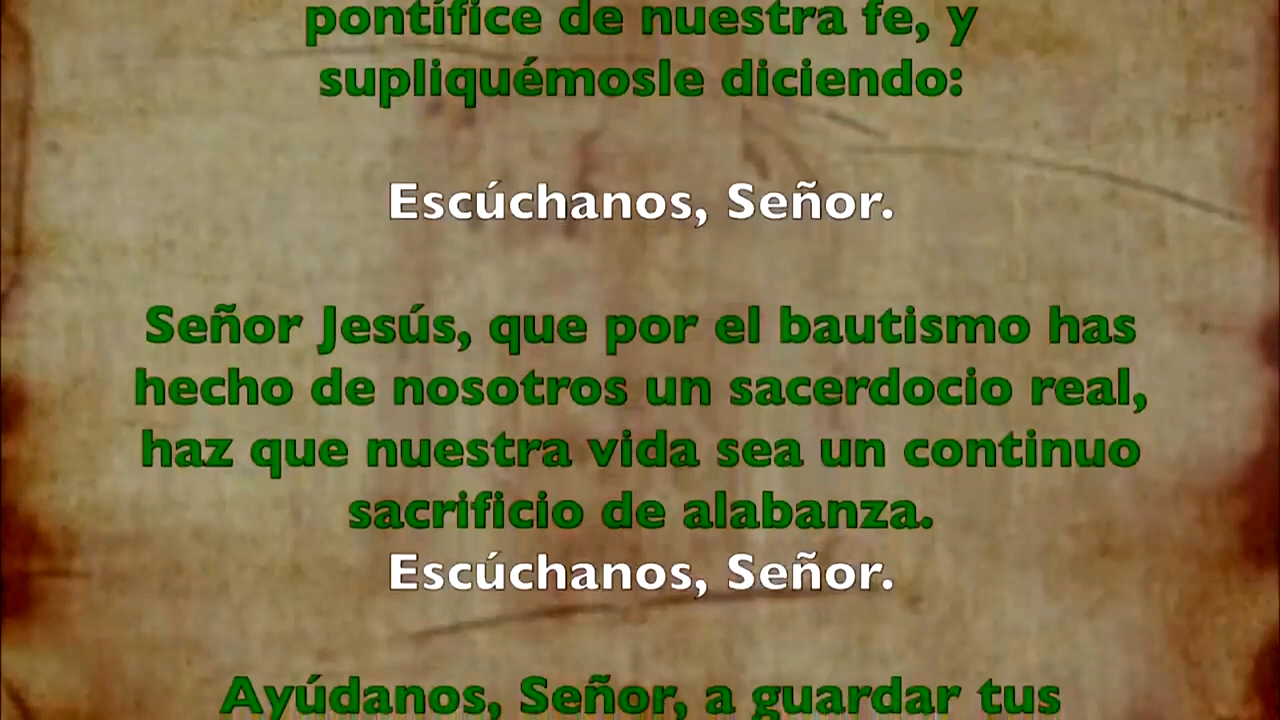 pontífice de nuestra fe, y
supliquémosle diciendo:
Escúchanos, Señor.
Señor Jesús, que por el bautismo has
hecho de nosotros un sacerdocio real,
haz que nuestra vida sea un continuo
sacrificio de alabanza.
Escúchanos, Señor.
Ayúdanos, Señor, a guardar tus